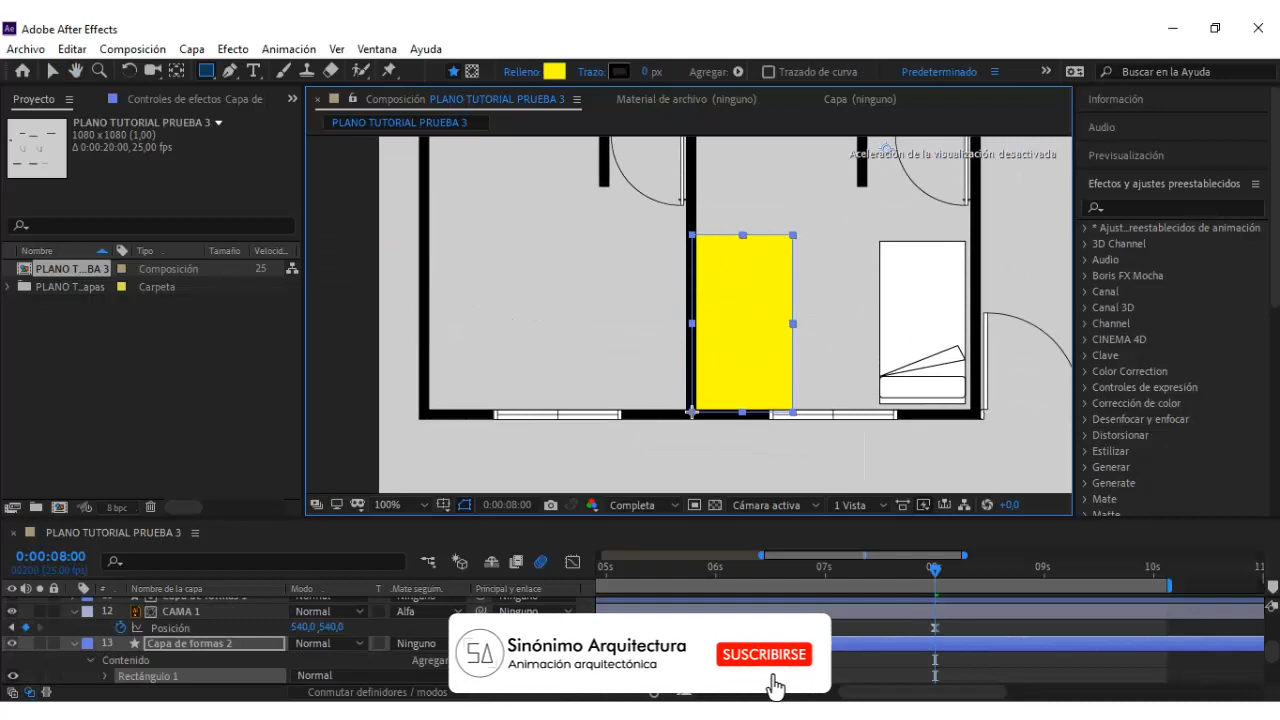 Ae Adobe After Effects
Archivo Editar Composición Capa Efecto Animación Ver Ventana Ayuda
Relleno: Trazo: 0 px Agregar: Trazado de curva Predeterminado Buscar en la Ayuda
Proyecto Controles de efectos Capa de
Composición PLANO TUTORIAL PRUEBA 3 Material de archivo (ninguno) Capa (ninguno)
PLANO TUTORIAL PRUEBA 3
PLANO TUTORIAL PRUEBA 3
1080 x 1080 (1,00)
Δ 0:00:20:00, 25,00 fps
Aceleración de la visualización desactivada
Nombre Tipo Tamaño Velocid...
PLANO T...BA 3 Composición 25
PLANO T...apas Carpeta
8 bpc
100% 0:00:08:00 Completa Cámara activa 1 Vista +0,0
Información
Audio
Previsualización
Efectos y ajustes preestablecidos
* Ajust...reestablecidos de animación
3D Channel
Audio
Boris FX Mocha
Canal
Canal 3D
Channel
CINEMA 4D
Clave
Color Correction
Controles de expresión
Corrección de color
Desenfocar y enfocar
Distorsionar
Estilizar
Generar
Generate
Mate
Matte
PLANO TUTORIAL PRUEBA 3
0:00:08:00
00200 (25.00 fps)
05s 06s 07s 08s 09s 10s 11
# Nombre de la capa Modo T .Mate seguim. Principal y enlace
12 CAMA 1 Normal Alfa Ninguno
Posición 540,0,540,0
13 Capa de formas 2 Normal Ninguno
Contenido Agregar
Rectángulo 1 Normal
Conmutar definidores / modos
SA
Sinónimo Arquitectura
Animación arquitectónica
SUSCRIBIRSE